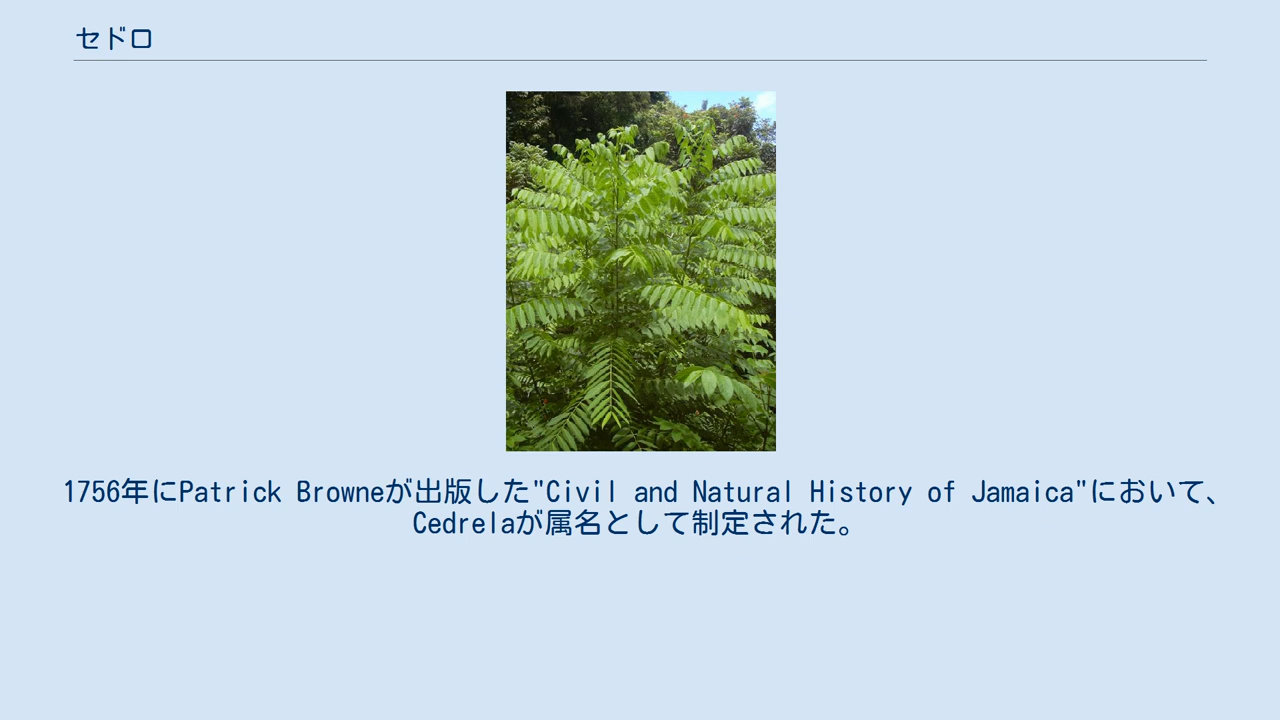 セドロ
1756年にPatrick Browneが出版した"Civil and Natural History of Jamaica"において、
Cedrelaが属名として制定された。